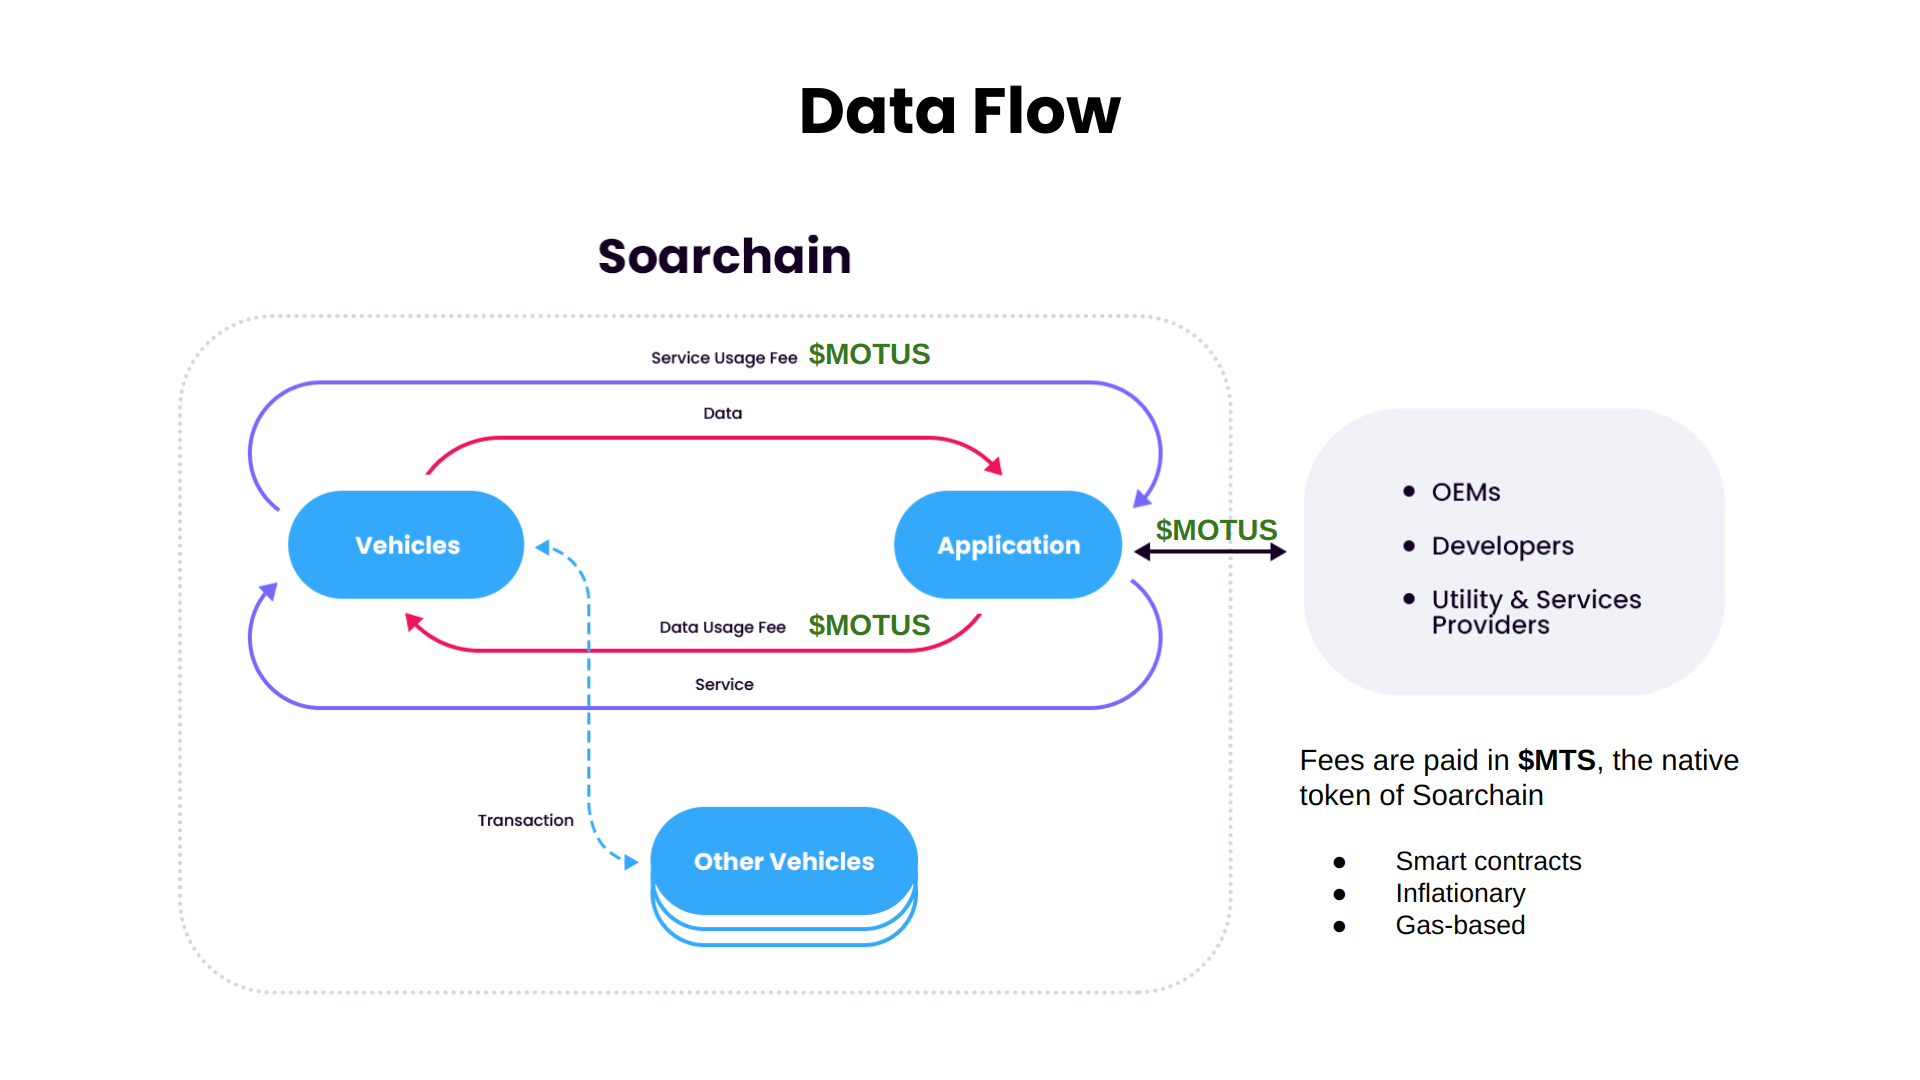 Data Flow
Soarchain
Service Usage Fee $MOTUS
Data
Vehicles
Application
$MOTUS
Data Usage Fee $MOTUS
Service
Transaction
Other Vehicles
● OEMs
● Developers
● Utility & Services
Providers
Fees are paid in $MTS, the native
token of Soarchain
● Smart contracts
● Inflationary
● Gas-based